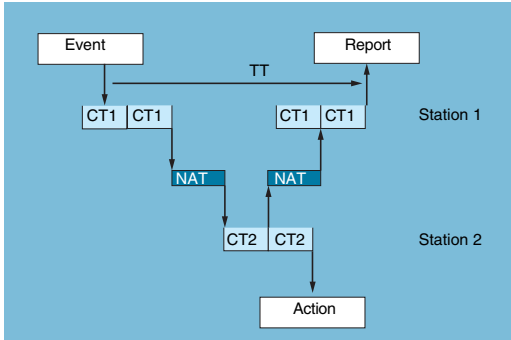 Event
Report
TT
CT1 CT1
CT1 CT1
Station 1
NAT
NAT
CT2 CT2
Station 2
Action